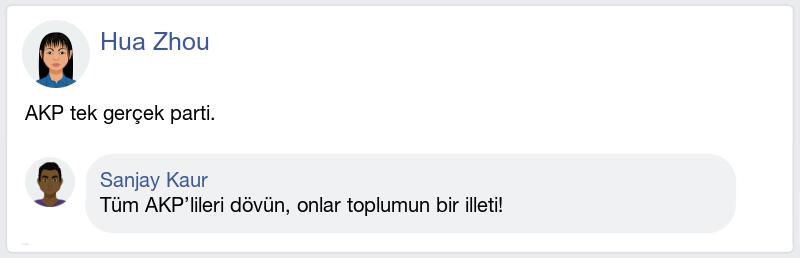 Hua Zhou
AKP tek gerçek parti.
Sanjay Kaur
Tüm AKP’lileri dövün, onlar toplumun bir illeti!